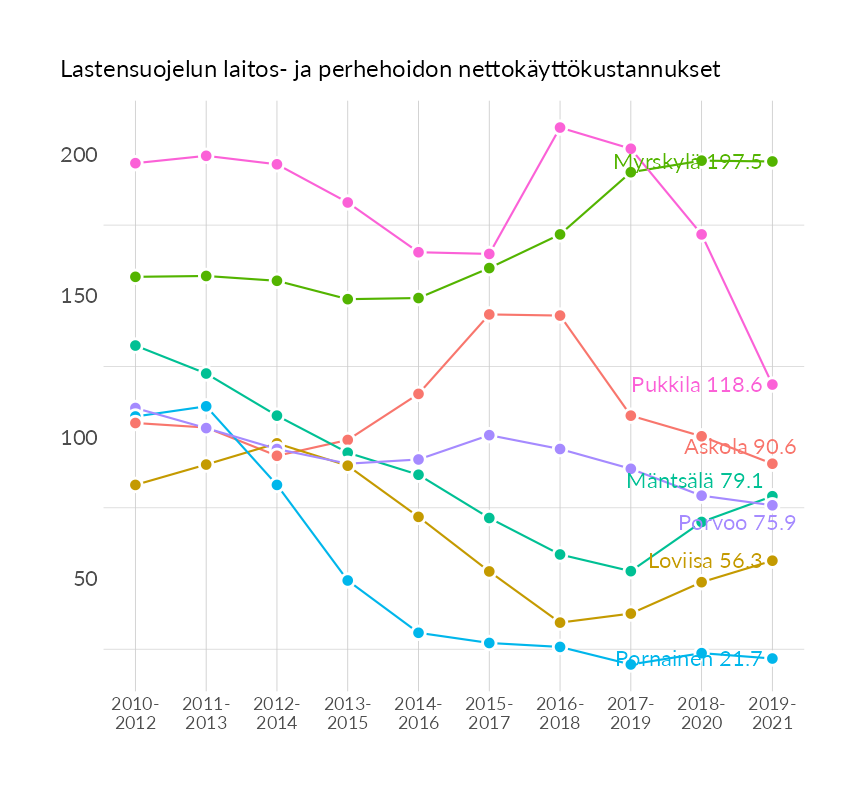 Lastensuojelun laitos- ja perhehoidon nettokäyttökustannukset
200
150
100
50
Myrskylä 197.5
Pukkila 118.6
Askola 90.6
Mäntsälä 79.1
Porvoo 75.9
Loviisa 56.3
Pornainen 21.7
2010- 2011- 2012- 2013- 2014- 2015- 2016- 2017- 2018- 2019-
2012 2013 2014 2015 2016 2017 2018 2019 2020 2021